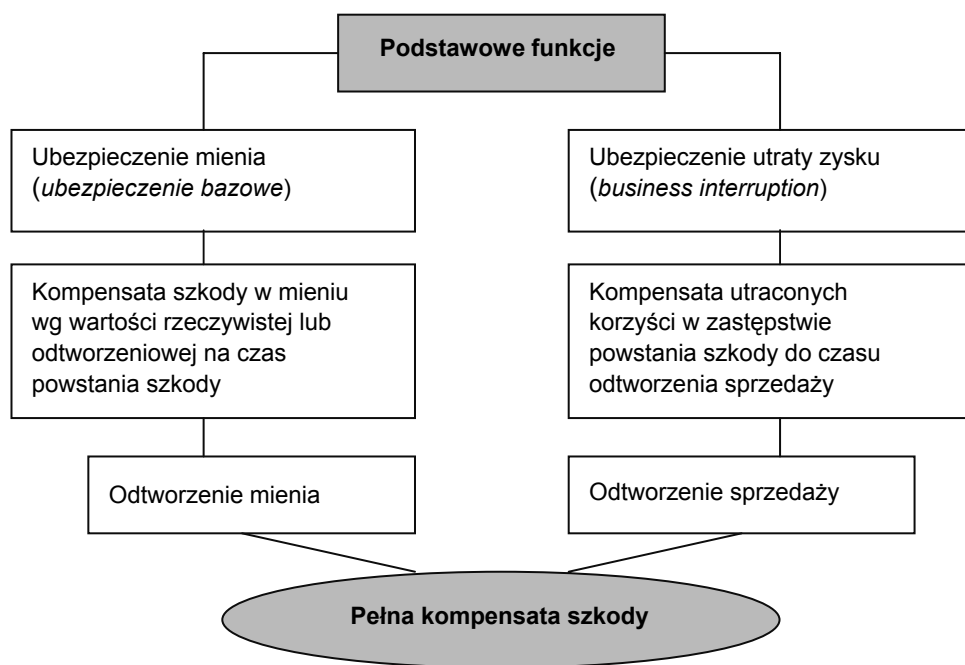 Podstawowe funkcje
Ubezpieczenie mienia
(ubezpieczenie bazowe)
Ubezpieczenie utraty zysku
(business interruption)
Kompensata szkody w mieniu
wg wartości rzeczywistej lub
odtworzeniowej na czas
powstania szkody
Kompensata utraconych
korzyści w zastępstwie
powstania szkody do czasu
odtworzenia sprzedaży
Odtworzenie mienia
Odtworzenie sprzedaży
Pełna kompensata szkody